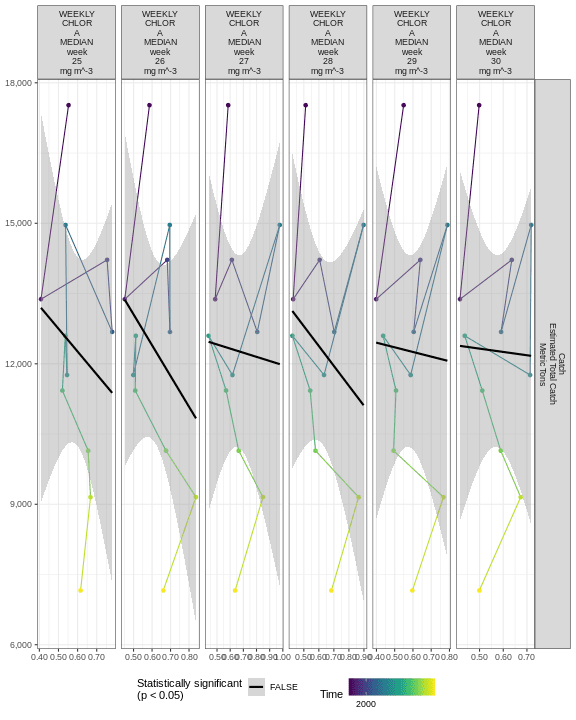 WEEKLY
CHLOR
A
MEDIAN
week
25
mg m^-3
WEEKLY
CHLOR
A
MEDIAN
week
26
mg m^-3
WEEKLY
CHLOR
A
MEDIAN
week
27
mg m^-3
WEEKLY
CHLOR
A
MEDIAN
week
28
mg m^-3
WEEKLY
CHLOR
A
MEDIAN
week
29
mg m^-3
WEEKLY
CHLOR
A
MEDIAN
week
30
mg m^-3
18,000
15,000
12,000
9,000
6,000
Catch
Estimated Total Catch
Metric Tons
0.40 0.50 0.60 0.70
0.50 0.60 0.70 0.80
0.50 0.60 0.70 0.80 0.90 1.00
0.50 0.60 0.70 0.80 0.90
0.40 0.50 0.60 0.70 0.80
0.50 0.60 0.70
Statistically significant
(p < 0.05)
FALSE
Time
2000